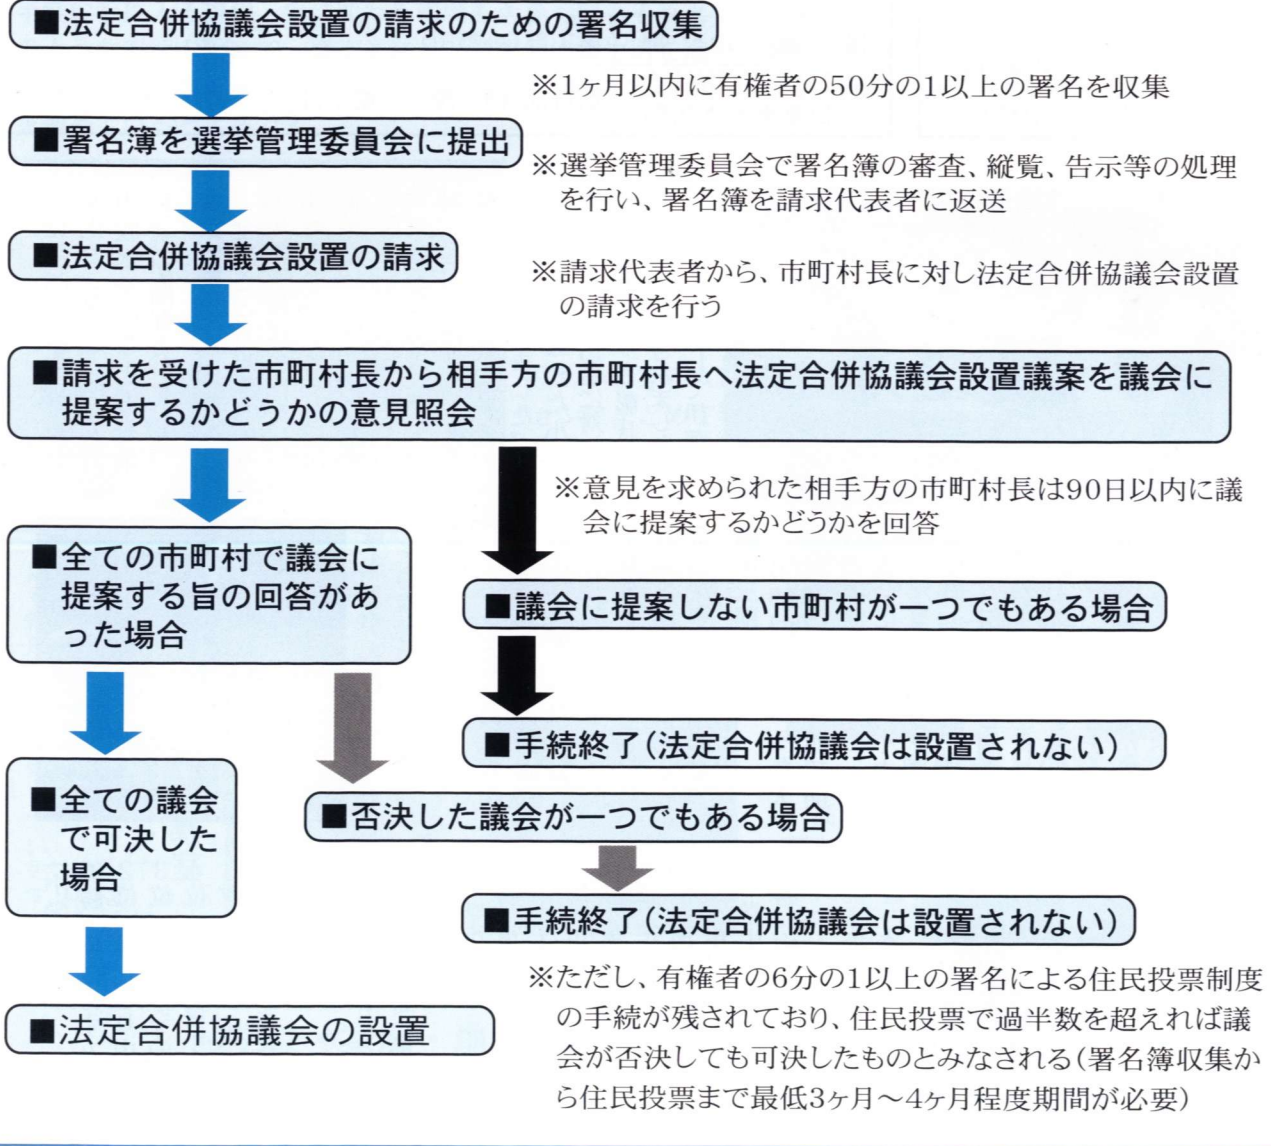 ■法定合併協議会設置の請求のための署名収集
※1ヶ月以内に有権者の50分の1以上の署名を収集
■署名簿を選挙管理委員会に提出
※選挙管理委員会で署名簿の審査、縦覧、告示等の処理
を行い、署名簿を請求代表者に返送
■法定合併協議会設置の請求
※請求代表者から、市町村長に対し法定合併協議会設置
の請求を行う
■請求を受けた市町村長から相手方の市町村長へ法定合併協議会設置議案を議会に
提案するかどうかの意見照会
※意見を求められた相手方の市町村長は90日以内に議
会に提案するかどうかを回答
■全ての市町村で議会に
提案する旨の回答があ
った場合
■議会に提案しない市町村が一つでもある場合
■手続終了(法定合併協議会は設置されない)
■全ての議会
で可決した
場合
■否決した議会が一つでもある場合
■手続終了(法定合併協議会は設置されない)
■法定合併協議会の設置
※ただし、有権者の6分の1以上の署名による住民投票制度
の手続が残されており、住民投票で過半数を超えれば議
会が否決しても可決したものとみなされる(署名簿収集か
ら住民投票まで最低3ヶ月～4ヶ月程度期間が必要)